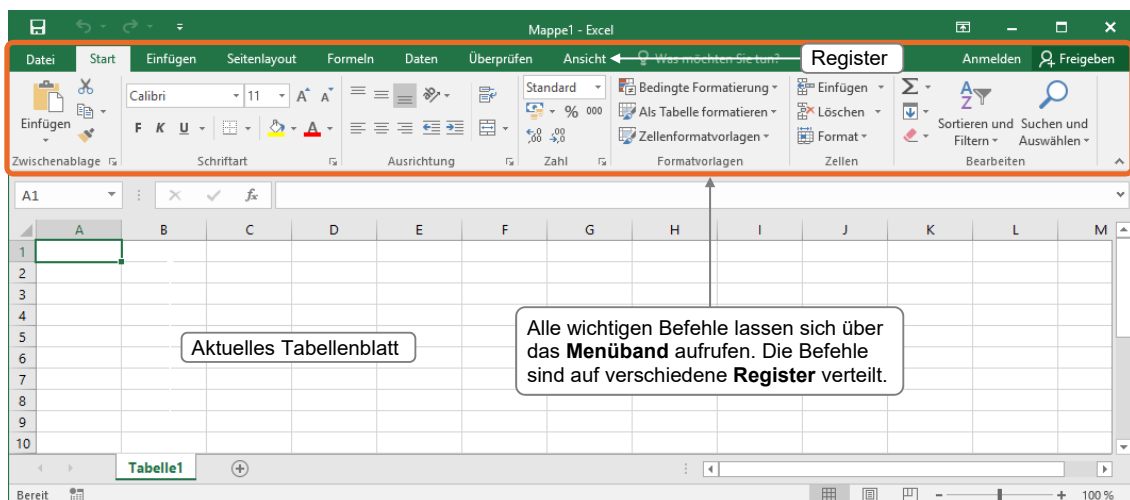 Mappe1 - Excel
Datei Start Einfügen Seitenlayout Formeln Daten Überprüfen Ansicht Was möchten Sie tun? Register Anmelden Freigeben
Calibri 11 A A Standard Bedingte Formatierung Einfügen Σ A Z
Einfügen % 000 Als Tabelle formatieren Löschen Sortieren und Suchen und
F K U A ,00 ,0 Zellenformatvorlagen Format Filtern Auswählen
Zwischenablage Schriftart Ausrichtung Zahl Formatvorlagen Zellen Bearbeiten
A1 fx
A B C D E F G H I J K L M
1
2
3
4
Alle wichtigen Befehle lassen sich über
5
Aktuelles Tabellenblatt
das Menüband aufrufen. Die Befehle
6
sind auf verschiedene Register verteilt.
7
8
9
10
Tabelle1
Bereit 100 %